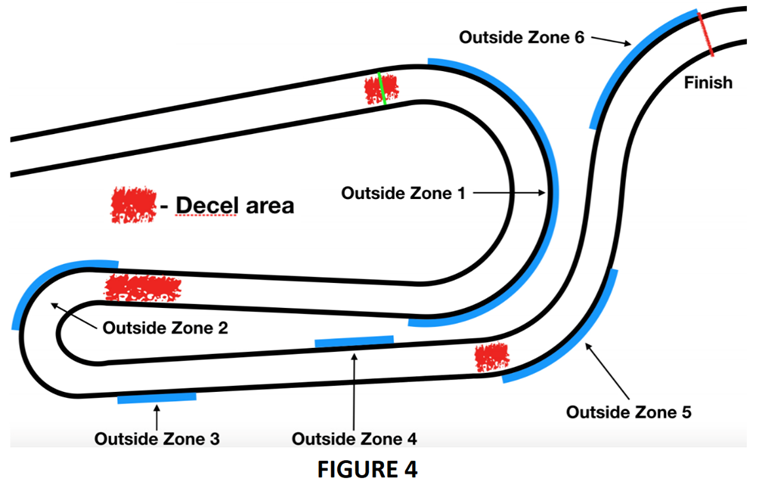 Outside Zone 6
Finish
Outside Zone 1
- Decel area
Outside Zone 2
Outside Zone 5
Outside Zone 3
Outside Zone 4
FIGURE 4